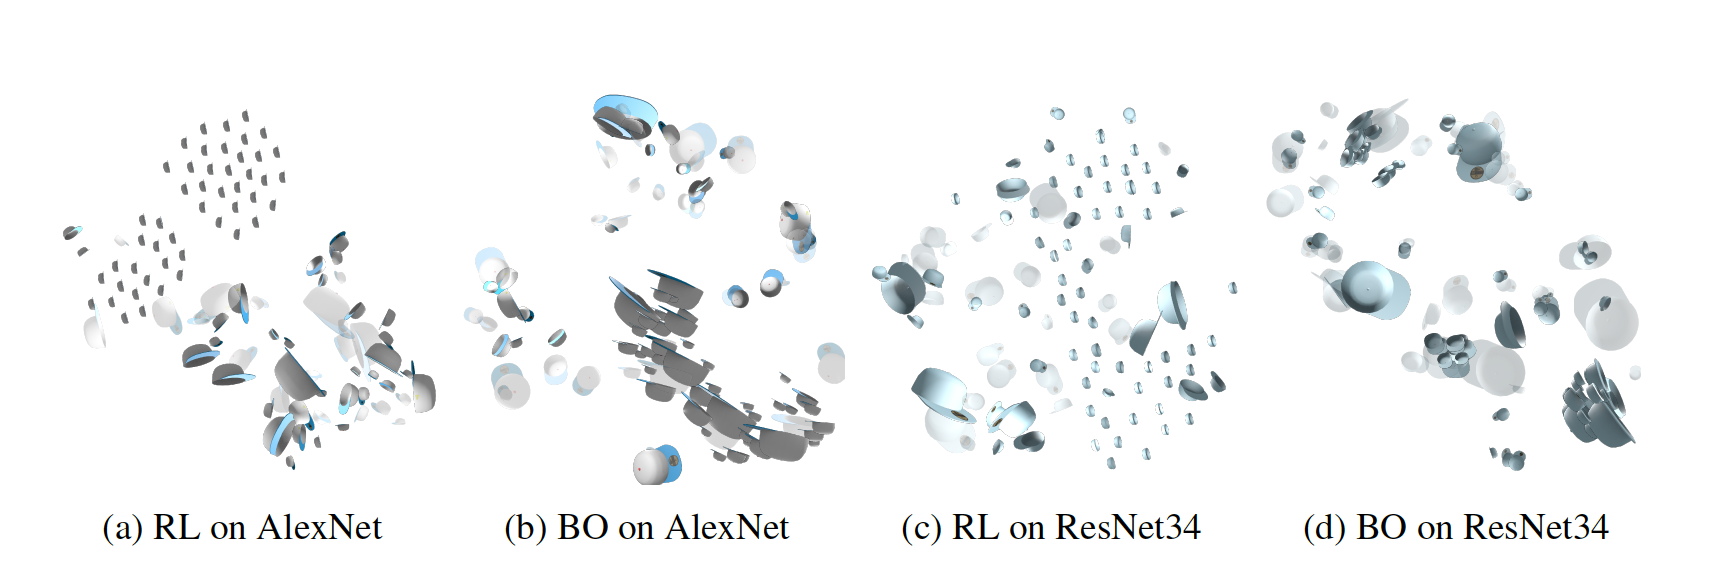 (a) RL on AlexNet
(b) BO on AlexNet
(c) RL on ResNet34
(d) BO on ResNet34